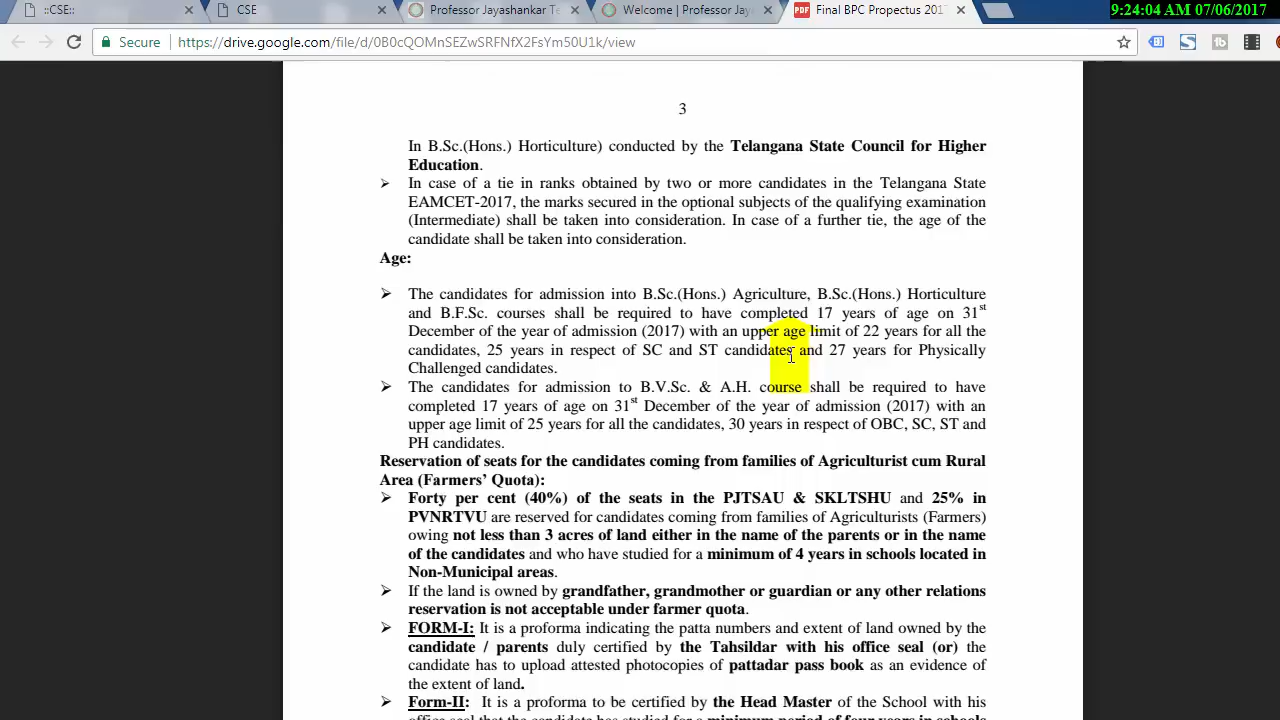 ::CSE::
CSE
Professor Jayashankar Te
Welcome | Professor Jaye
Final BPC Propectus 201
9:24:04 AM 07/06/2017
Secure
https://drive.google.com/file/d/0B0cQOMnSEZwSRFNfX2FsYm50U1k/view
3
In B.Sc.(Hons.) Horticulture) conducted by the Telangana State Council for Higher
Education.
➢ In case of a tie in ranks obtained by two or more candidates in the Telangana State
EAMCET-2017, the marks secured in the optional subjects of the qualifying examination
(Intermediate) shall be taken into consideration. In case of a further tie, the age of the
candidate shall be taken into consideration.
Age:
➢ The candidates for admission into B.Sc.(Hons.) Agriculture, B.Sc.(Hons.) Horticulture
and B.F.Sc. courses shall be required to have completed 17 years of age on 31st
December of the year of admission (2017) with an upper age limit of 22 years for all the
candidates, 25 years in respect of SC and ST candidates and 27 years for Physically
Challenged candidates.
➢ The candidates for admission to B.V.Sc. & A.H. course shall be required to have
completed 17 years of age on 31st December of the year of admission (2017) with an
upper age limit of 25 years for all the candidates, 30 years in respect of OBC, SC, ST and
PH candidates.
Reservation of seats for the candidates coming from families of Agriculturist cum Rural
Area (Farmers' Quota):
➢ Forty per cent (40%) of the seats in the PJTSAU & SKLTSHU and 25% in
PVNRTVU are reserved for candidates coming from families of Agriculturists (Farmers)
owing not less than 3 acres of land either in the name of the parents or in the name
of the candidates and who have studied for a minimum of 4 years in schools located in
Non-Municipal areas.
➢ If the land is owned by grandfather, grandmother or guardian or any other relations
reservation is not acceptable under farmer quota.
➢ FORM-I: It is a proforma indicating the patta numbers and extent of land owned by the
candidate / parents duly certified by the Tahsildar with his office seal (or) the
candidate has to upload attested photocopies of pattadar pass book as an evidence of
the extent of land.
➢ Form-II: It is a proforma to be certified by the Head Master of the School with his
office seal that the candidate has studied for a minimum period of four years in schools